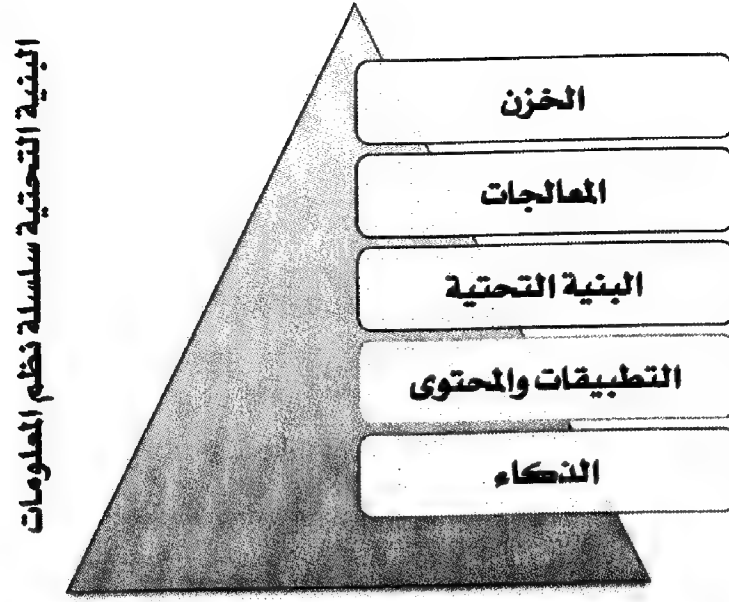 البنية التحتية سلسلة نظم المعلومات
الخزن
المعالجات
البنية التحتية
التطبيقات والمحتوى
الذكاء